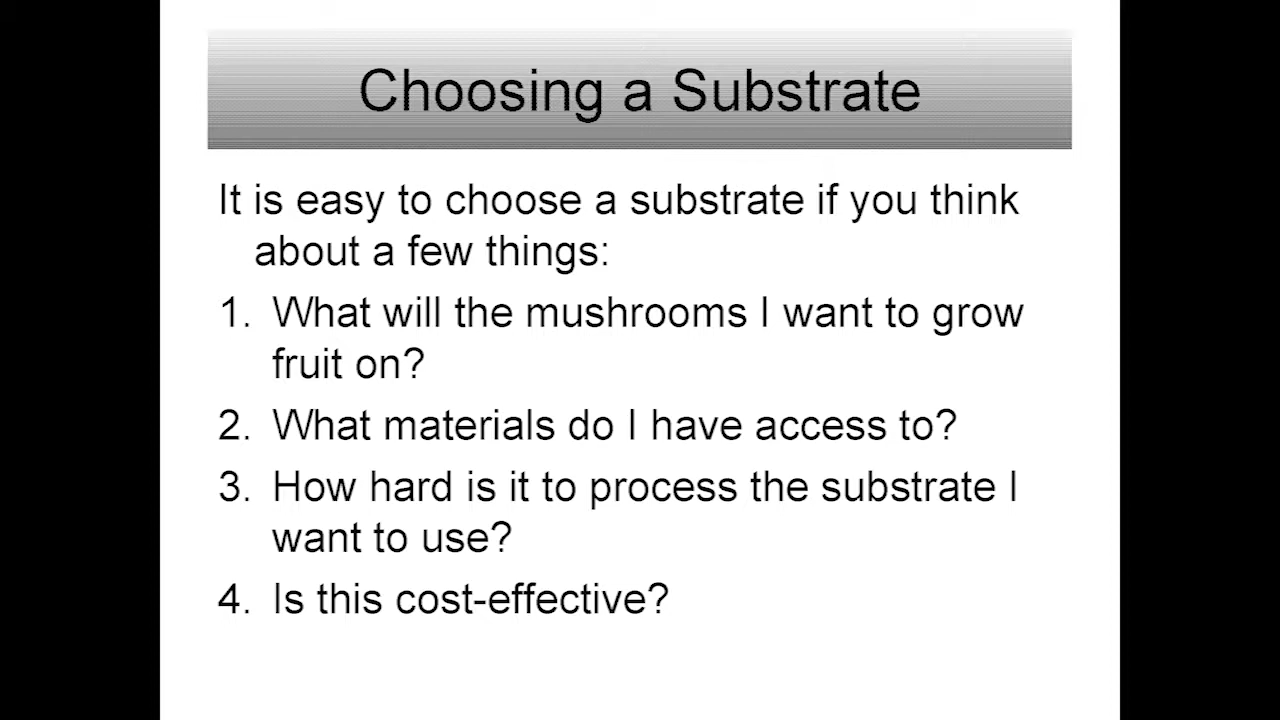 Choosing a Substrate
It is easy to choose a substrate if you think
about a few things:
1. What will the mushrooms I want to grow
fruit on?
2. What materials do I have access to?
3. How hard is it to process the substrate I
want to use?
4. Is this cost-effective?